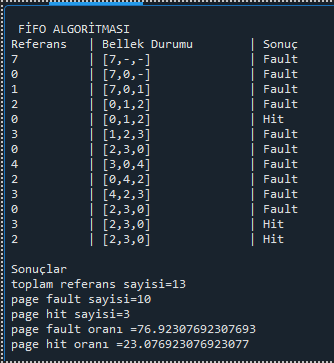 FİFO ALGORİTMASI
Referans | Bellek Durumu | Sonuç
7 | [7,-,-] | Fault
0 | [7,0,-] | Fault
1 | [7,0,1] | Fault
2 | [0,1,2] | Fault
0 | [0,1,2] | Hit
3 | [1,2,3] | Fault
0 | [2,3,0] | Fault
4 | [3,0,4] | Fault
2 | [0,4,2] | Fault
3 | [4,2,3] | Fault
0 | [2,3,0] | Fault
3 | [2,3,0] | Hit
2 | [2,3,0] | Hit
Sonuçlar
toplam referans sayisi=13
page fault sayisi=10
page hit sayisi=3
page fault oranı =76.92307692307693
page hit oranı =23.076923076923077